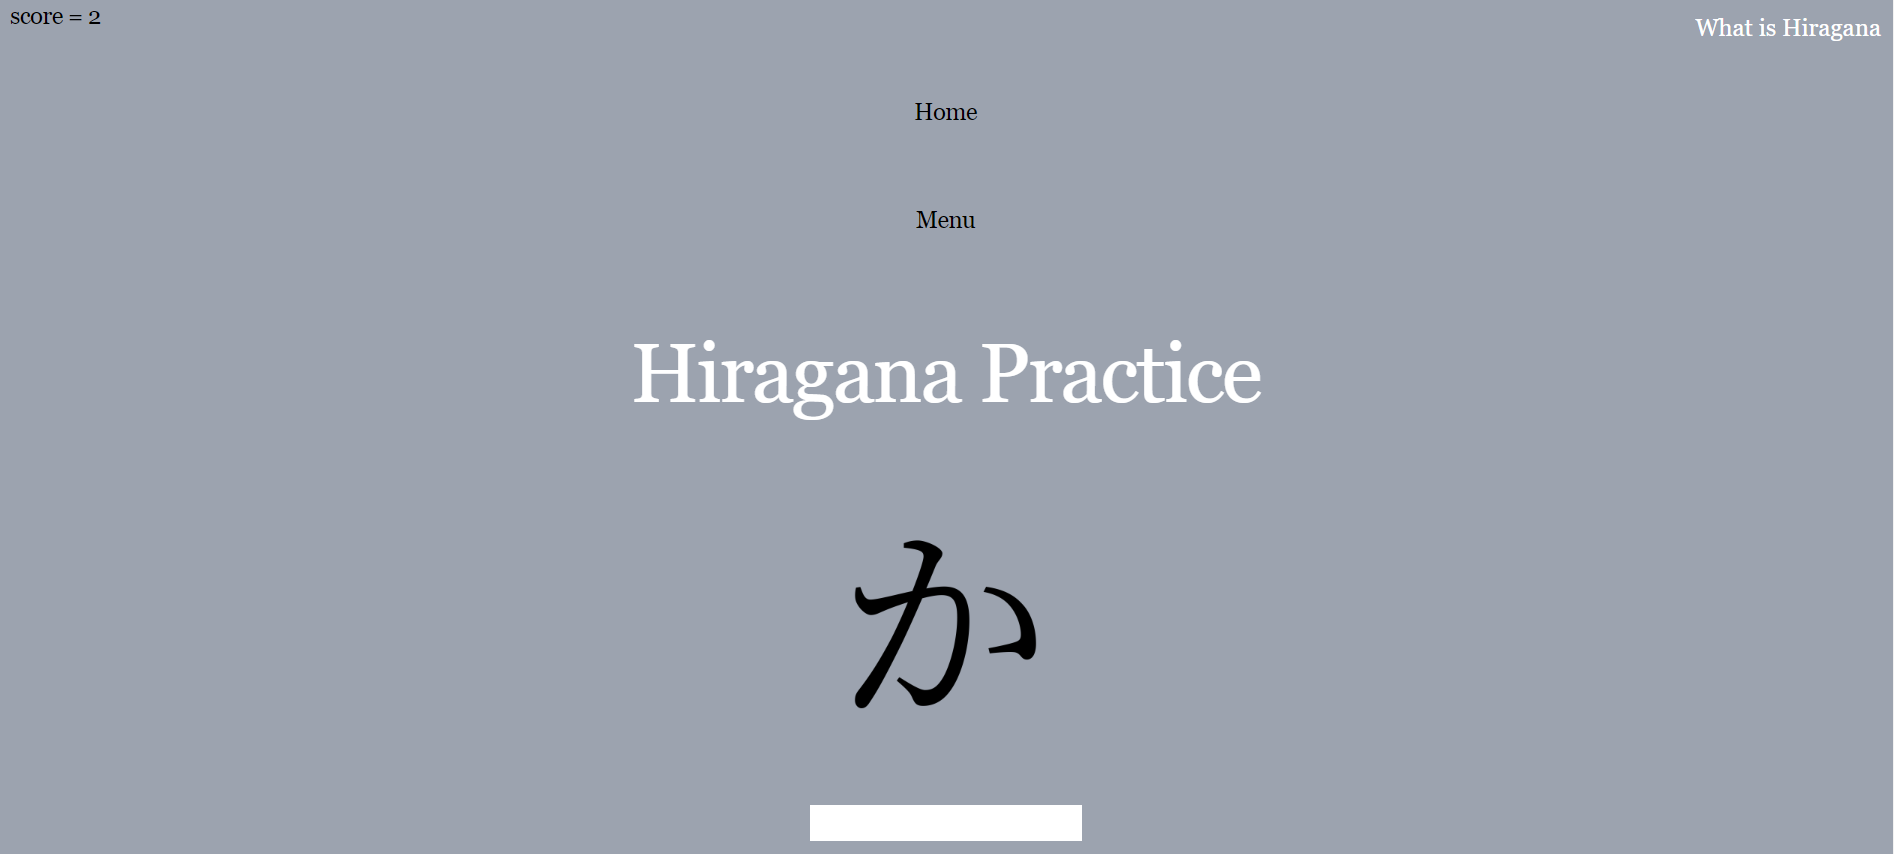 score = 2
What is Hiragana
Home
Menu
Hiragana Practice
か